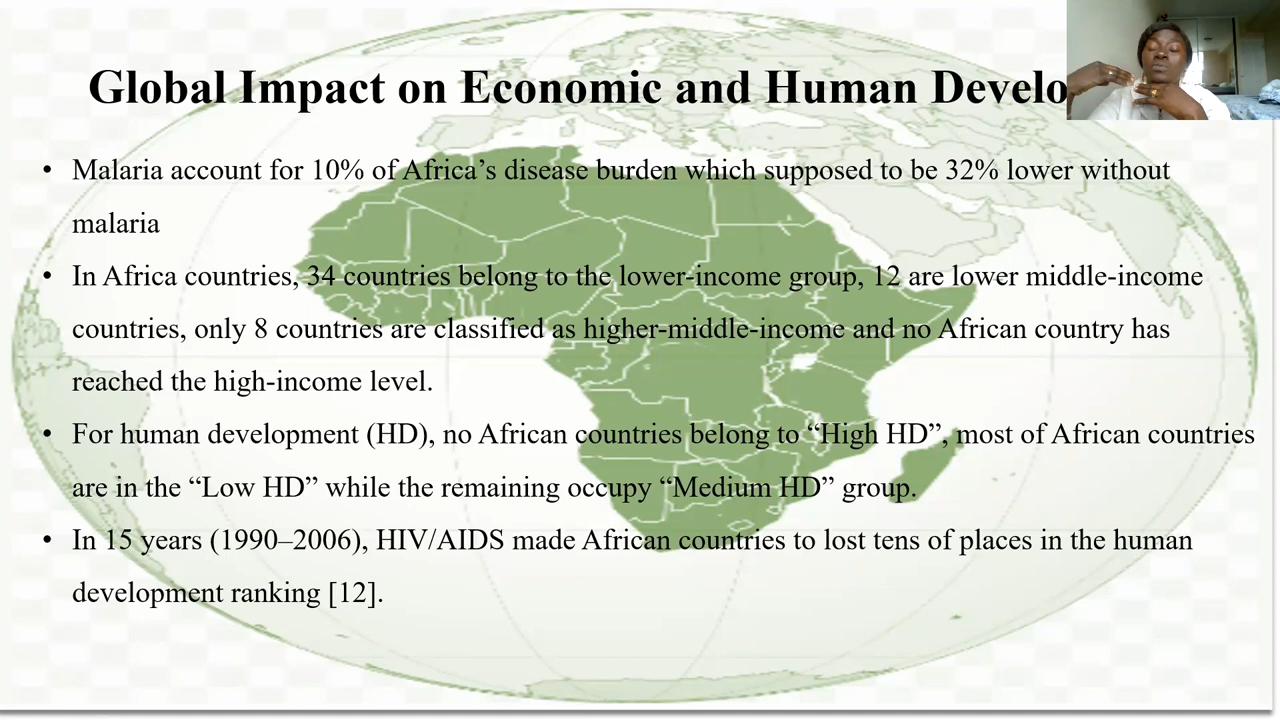 Global Impact on Economic and Human Develo
• Malaria account for 10% of Africa’s disease burden which supposed to be 32% lower without
malaria
• In Africa countries, 34 countries belong to the lower-income group, 12 are lower middle-income
countries, only 8 countries are classified as higher-middle-income and no African country has
reached the high-income level.
• For human development (HD), no African countries belong to “High HD”, most of African countries
are in the “Low HD” while the remaining occupy “Medium HD” group.
• In 15 years (1990–2006), HIV/AIDS made African countries to lost tens of places in the human
development ranking [12].